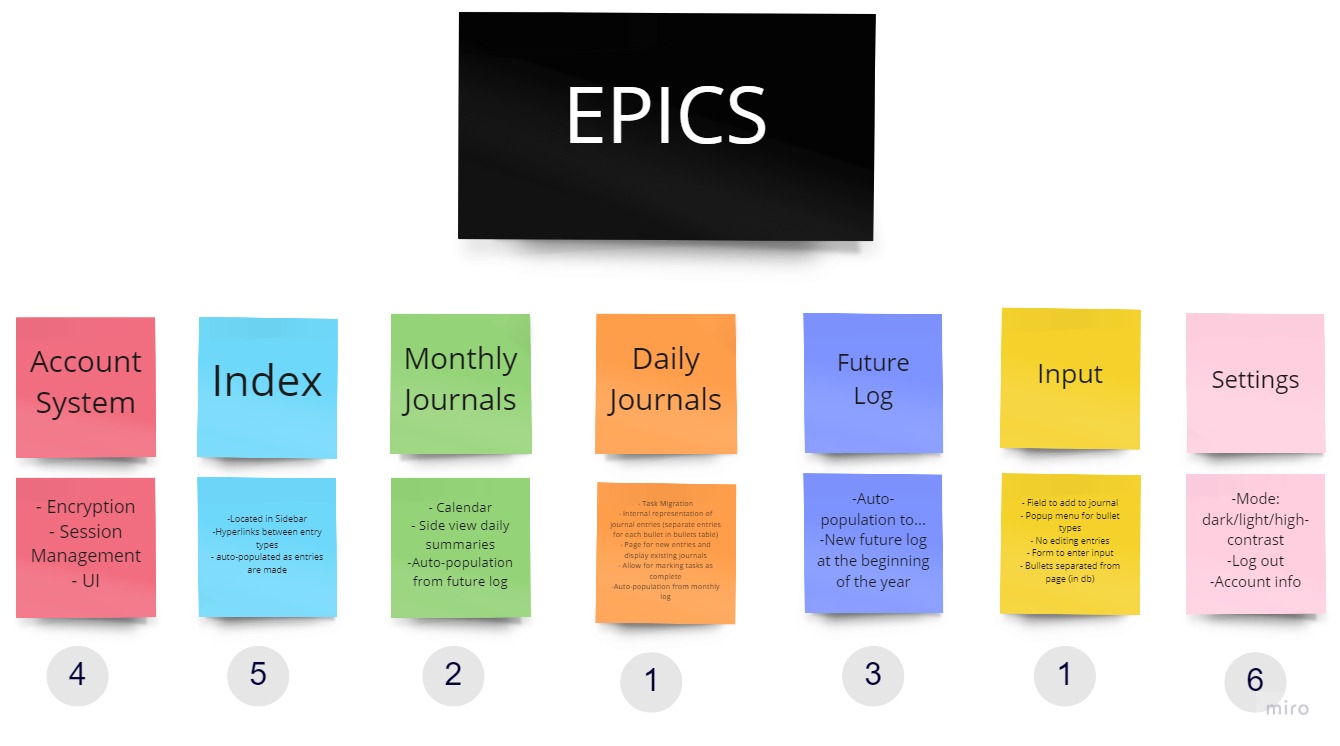 EPICS
Account
System
Index
Monthly
Journals
Daily
Journals
Future
Log
Input
Settings
- Encryption
- Session
Management
- UI
-Located in Sidebar
-Hyperlinks between entry
types
- auto-populated as entries
are made
- Calendar
- Side view daily
summaries
-Auto-population
from future log
- Task Migration
- Internal representation of
journal entries (separate entries
for each bullet in bullets table)
- Page for new entries and
display existing journals
- Allow for marking tasks as
complete
-Auto-population from monthly
log
-Auto-
population to...
-New future log
at the beginning
of the year
- Field to add to journal
- Popup menu for bullet
types
- No editing entries
- Form to enter input
- Bullets separated from
page (in db)
-Mode:
dark/light/high-
contrast
-Log out
-Account info
4
5
2
1
3
1
6
miro